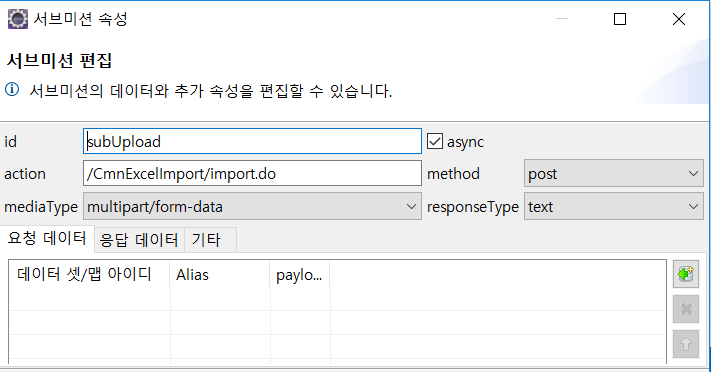 서브미션 속성
서브미션 편집
서브미션의 데이터와 추가 속성을 편집할 수 있습니다.
id subUpload async
action /CmnExcelImport/import.do method post
mediaType multipart/form-data responseType text
요청 데이터 응답 데이터 기타
데이터 셋/맵 아이디 Alias paylo...